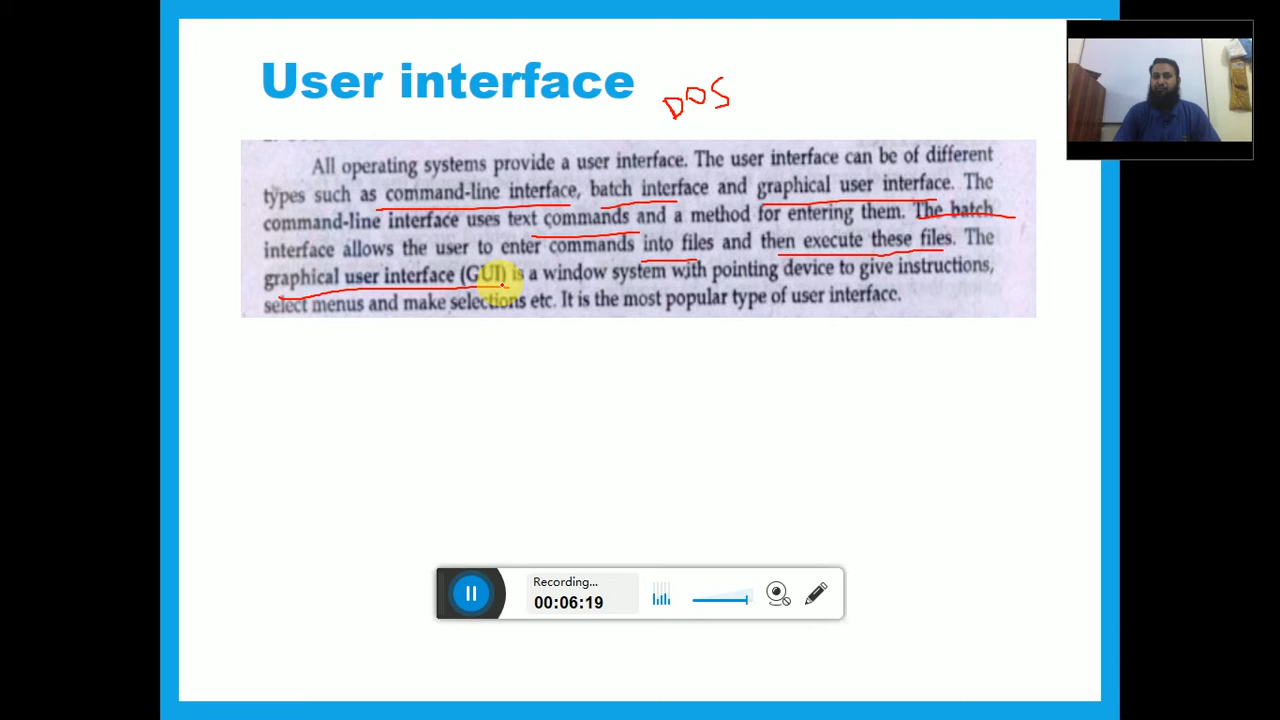 User interface
DOS
All operating systems provide a user interface. The user interface can be of different
types such as command-line interface, batch interface and graphical user interface. The
command-line interface uses text commands and a method for entering them. The batch
interface allows the user to enter commands into files and then execute these files. The
graphical user interface (GUI) is a window system with pointing device to give instructions,
select menus and make selections etc. It is the most popular type of user interface.
Recording...
00:06:19